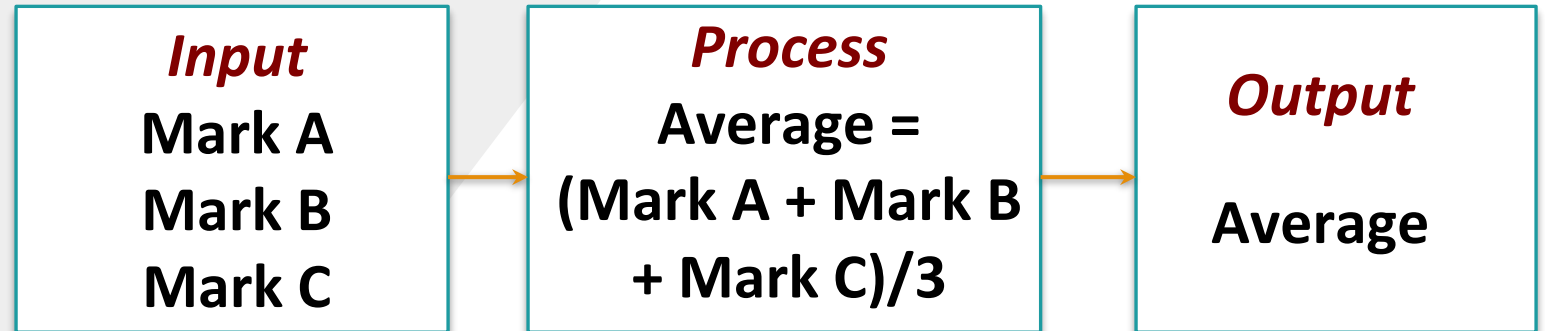 Input
Mark A
Mark B
Mark C
Process
Average =
(Mark A + Mark B
+ Mark C)/3
Output
Average